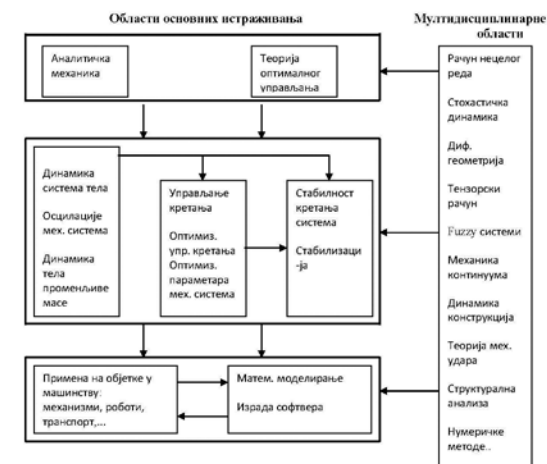 Области основних истраживања
Мултидисциплинарне
области
Аналитичка
механика
Теорија
оптималног
управљања
Динамика
система тела
Осцилације
мех. система
Динамика
тела
променљиве
масе
Управљање
кретања
Оптимиз.
упр. кретања
Оптимиз.
параметара
мех. система
Стабилност
кретања
система
Стабилизаци
-ја
Примена на објетке у
машинству:
механизми, роботи,
транспорт,...
Матем. моделирање
Израда софтвера
Рачун нецелог
реда
Стохастичка
динамика
Диф.
геометрија
Тензорски
рачун
Fuzzy системи
Механика
континуума
Динамика
конструкција
Теорија мех.
удара
Структурална
анализа
Нумеричке
методе..